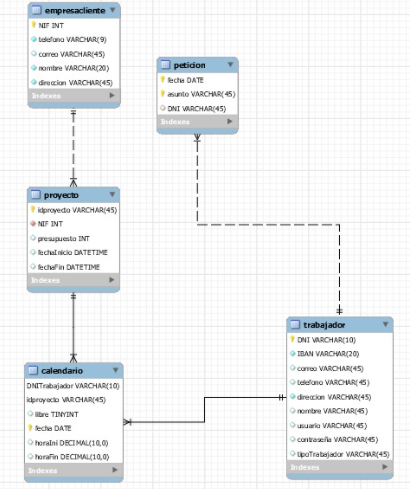 empresacliente
NIF INT
telefono VARCHAR(9)
correo VARCHAR(45)
nombre VARCHAR(20)
direccion VARCHAR(45)
Indexes
peticion
fecha DATE
asunto VARCHAR(45)
DNI VARCHAR(45)
Indexes
proyecto
idproyecto VARCHAR(45)
NIF INT
presupuesto INT
fechaInicio DATETIME
fechaFin DATETIME
Indexes
trabajador
DNI VARCHAR(10)
IBAN VARCHAR(20)
correo VARCHAR(45)
telefono VARCHAR(45)
direccion VARCHAR(45)
nombre VARCHAR(45)
usuario VARCHAR(45)
contraseña VARCHAR(45)
tipoTrabajador VARCHAR(45)
Indexes
calendario
DNITrabajador VARCHAR(10)
idproyecto VARCHAR(45)
libre TINYINT
fecha DATE
horaIni DECIMAL(10,0)
horaFin DECIMAL(10,0)
Indexes